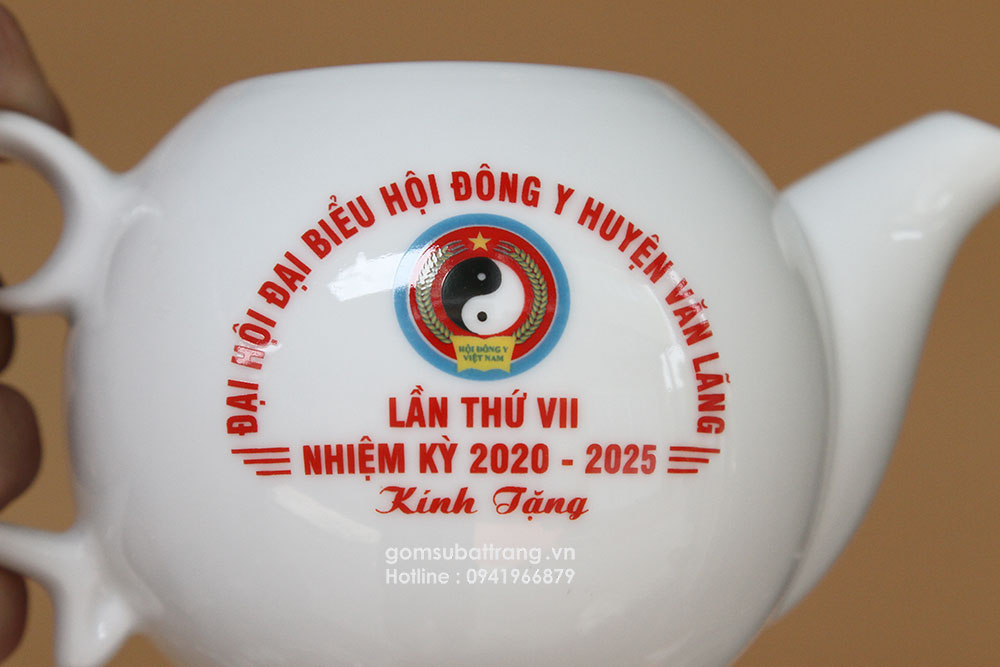 ĐẠI HỘI ĐẠI BIỂU HỘI ĐÔNG Y HUYỆN VĂN LÃNG
HỘI ĐÔNG Y
VIỆT NAM
LẦN THỨ VII
NHIỆM KỲ 2020 - 2025
Kính Tặng
gomsubattrang.vn
Hotline : 0941966879